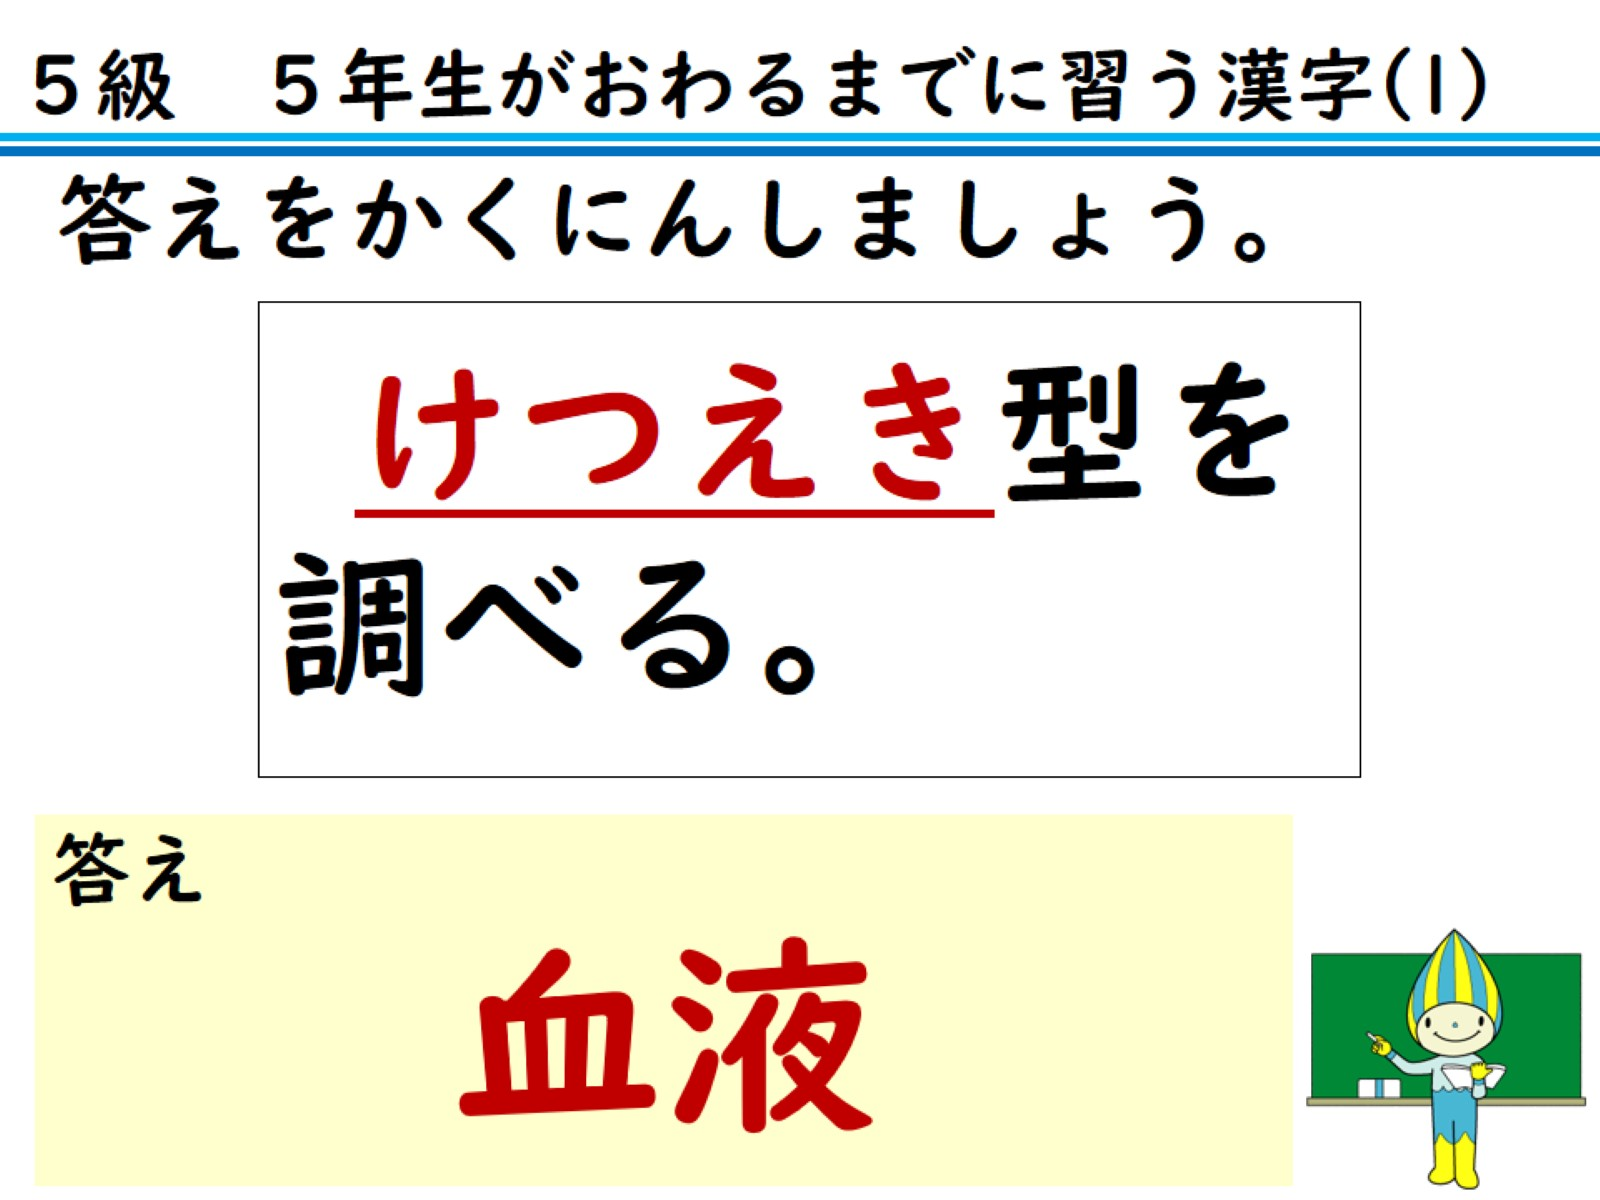 ５級　５年生がおわるまでに習う漢字(1)
答えをかくにんしましょう。
けつえき型を
調べる。
答え
血液